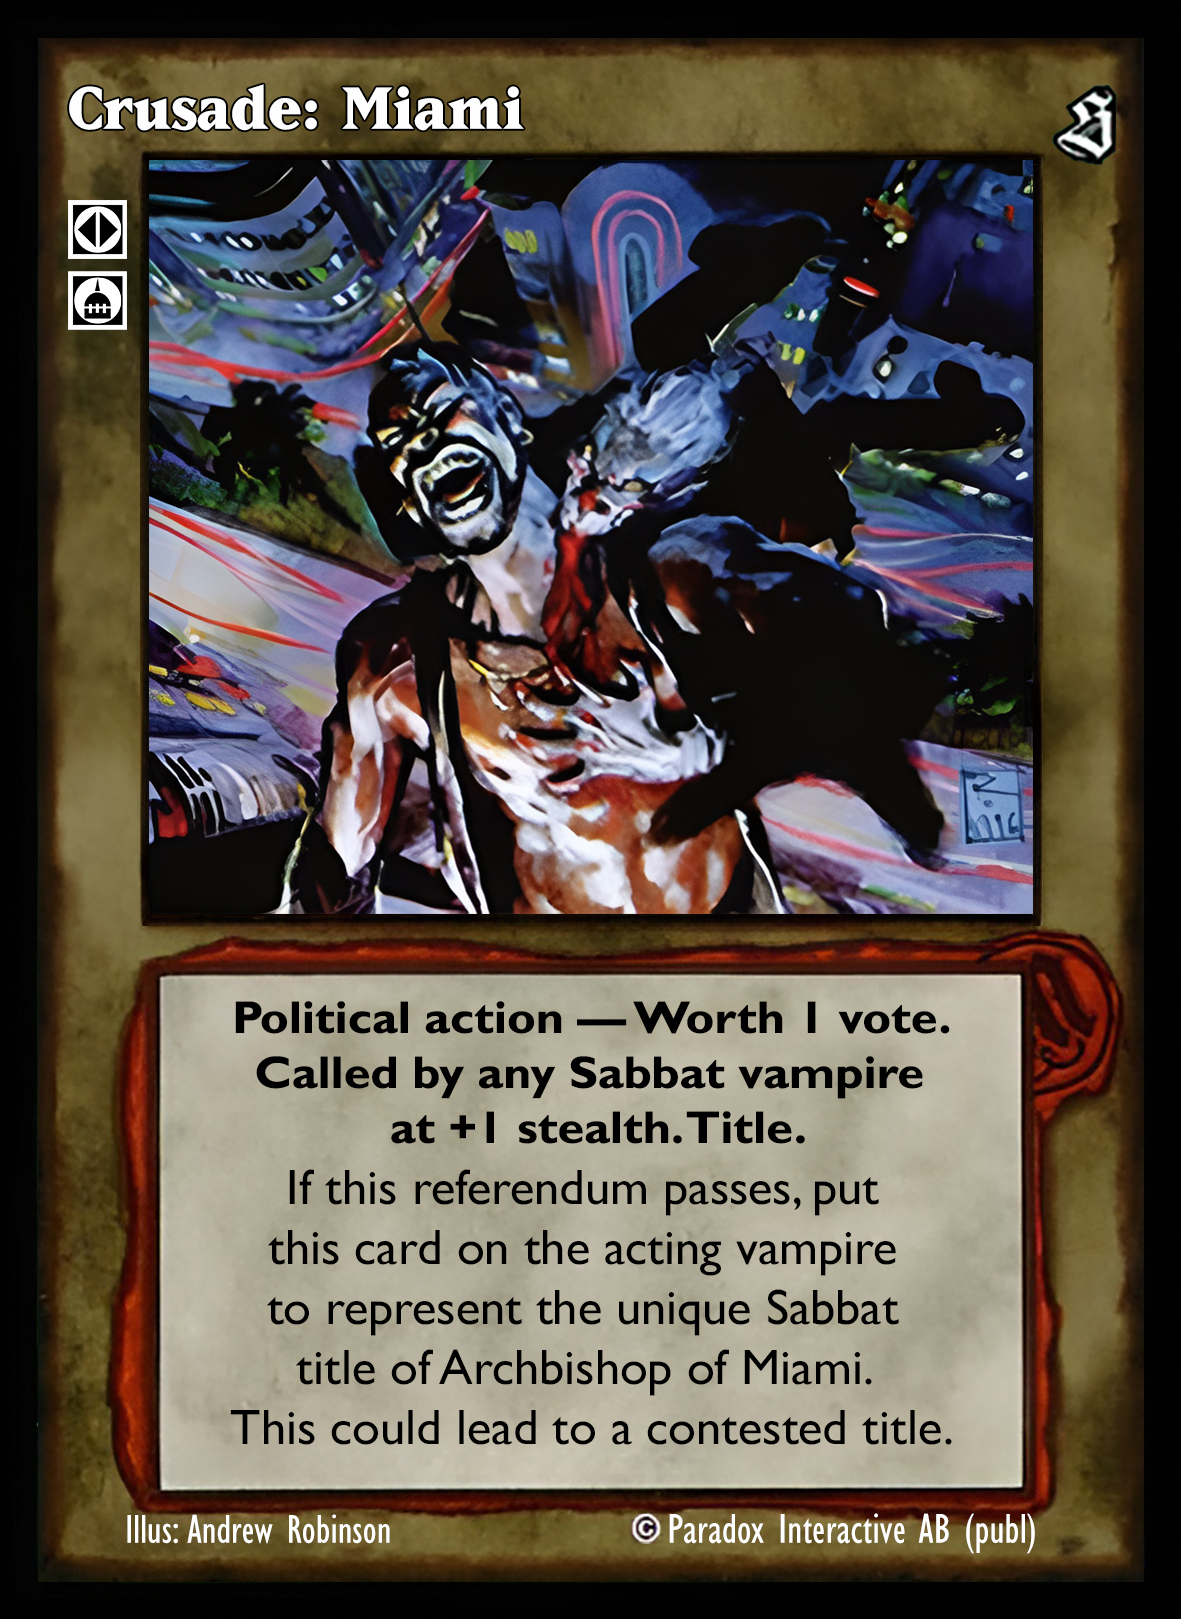 Crusade: Miami
Political action — Worth 1 vote.
Called by any Sabbat vampire
at +1 stealth. Title.
If this referendum passes, put
this card on the acting vampire
to represent the unique Sabbat
title of Archbishop of Miami.
This could lead to a contested title.
Illus: Andrew Robinson © Paradox Interactive AB (publ)